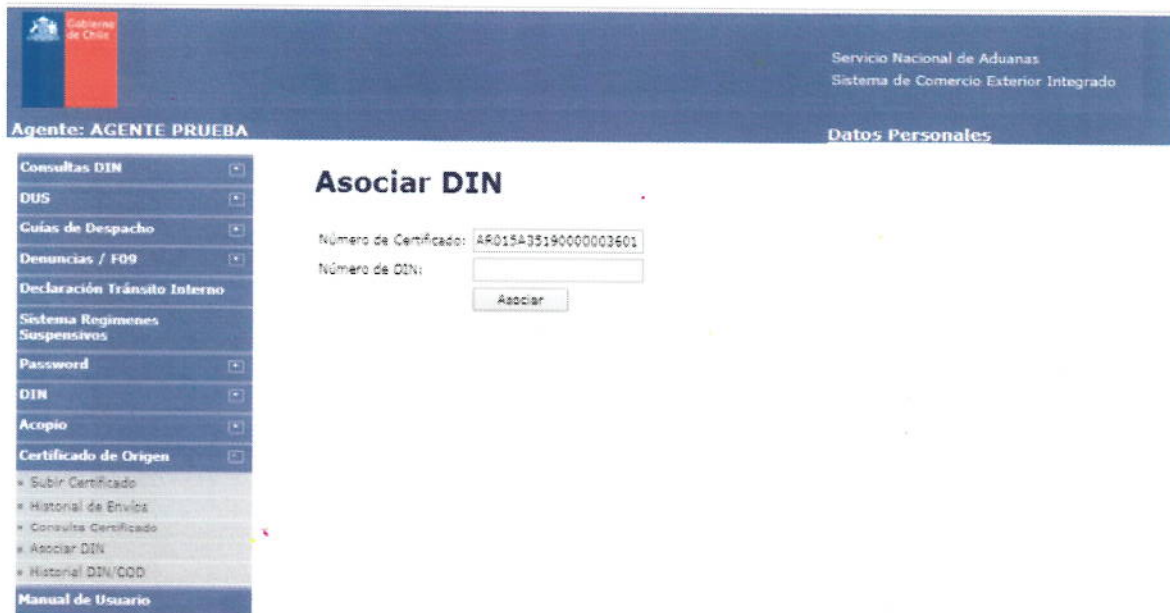 Gobierno
de Chile
Servicio Nacional de Aduanas
Sistema de Comercio Exterior Integrado
Agente: AGENTE PRUEBA
Datos Personales
Consultas DIN
DUS
Guías de Despacho
Denuncias / F09
Declaración Tránsito Interno
Sistema Regimenes
Suspensivos
Password
DIN
Acopio
Certificado de Origen
Subir Certificado
Historial de Envíos
Consulta Certificado
Asociar DIN
Historial DIN/COD
Manual de Usuario
Asociar DIN
Número de Certificado: AR015A35190000003601
Número de DIN:
Asociar